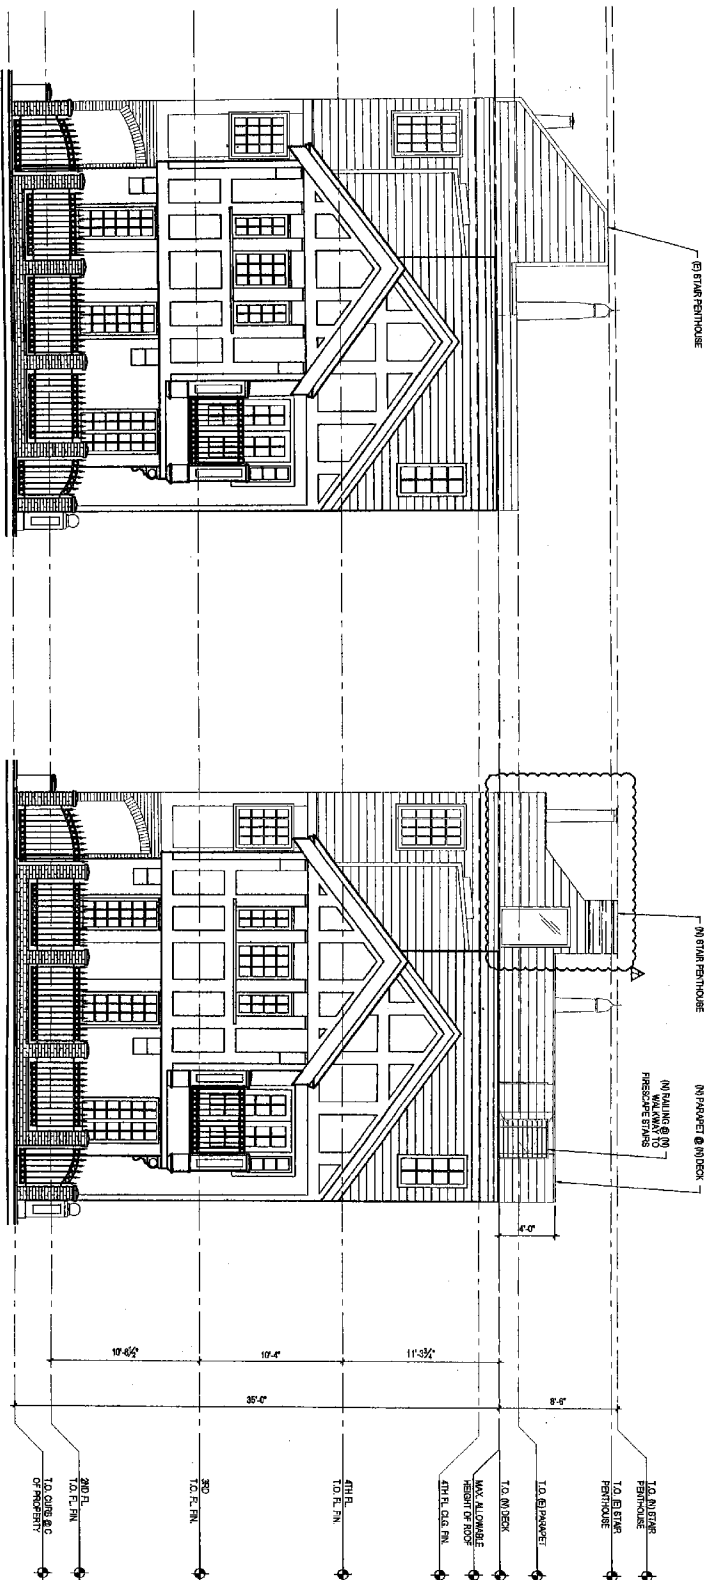 (E) STAIR PENTHOUSE
(N) STAIR PENTHOUSE
(N) PARAPET @ (N) DECK
(N) RAILING @ (N)
WALKWAY TO
FIRESCAPE STAIRS
4'-0"
10'-6½"
10'-4"
11'-3¾"
35'-0"
8'-6"
T.O. (N) STAIR
PENTHOUSE
T.O. (E) STAIR
PENTHOUSE
T.O. (E) PARAPET
T.O. (N) DECK
MAX. ALLOWABLE
HEIGHT OF ROOF
4TH FL. CLG. FIN.
4TH FL.
T.O. FL. FIN.
3RD
T.O. FL. FIN.
2ND FL.
T.O. FL. FIN.
T.O. CURB @ C
OF PROPERTY